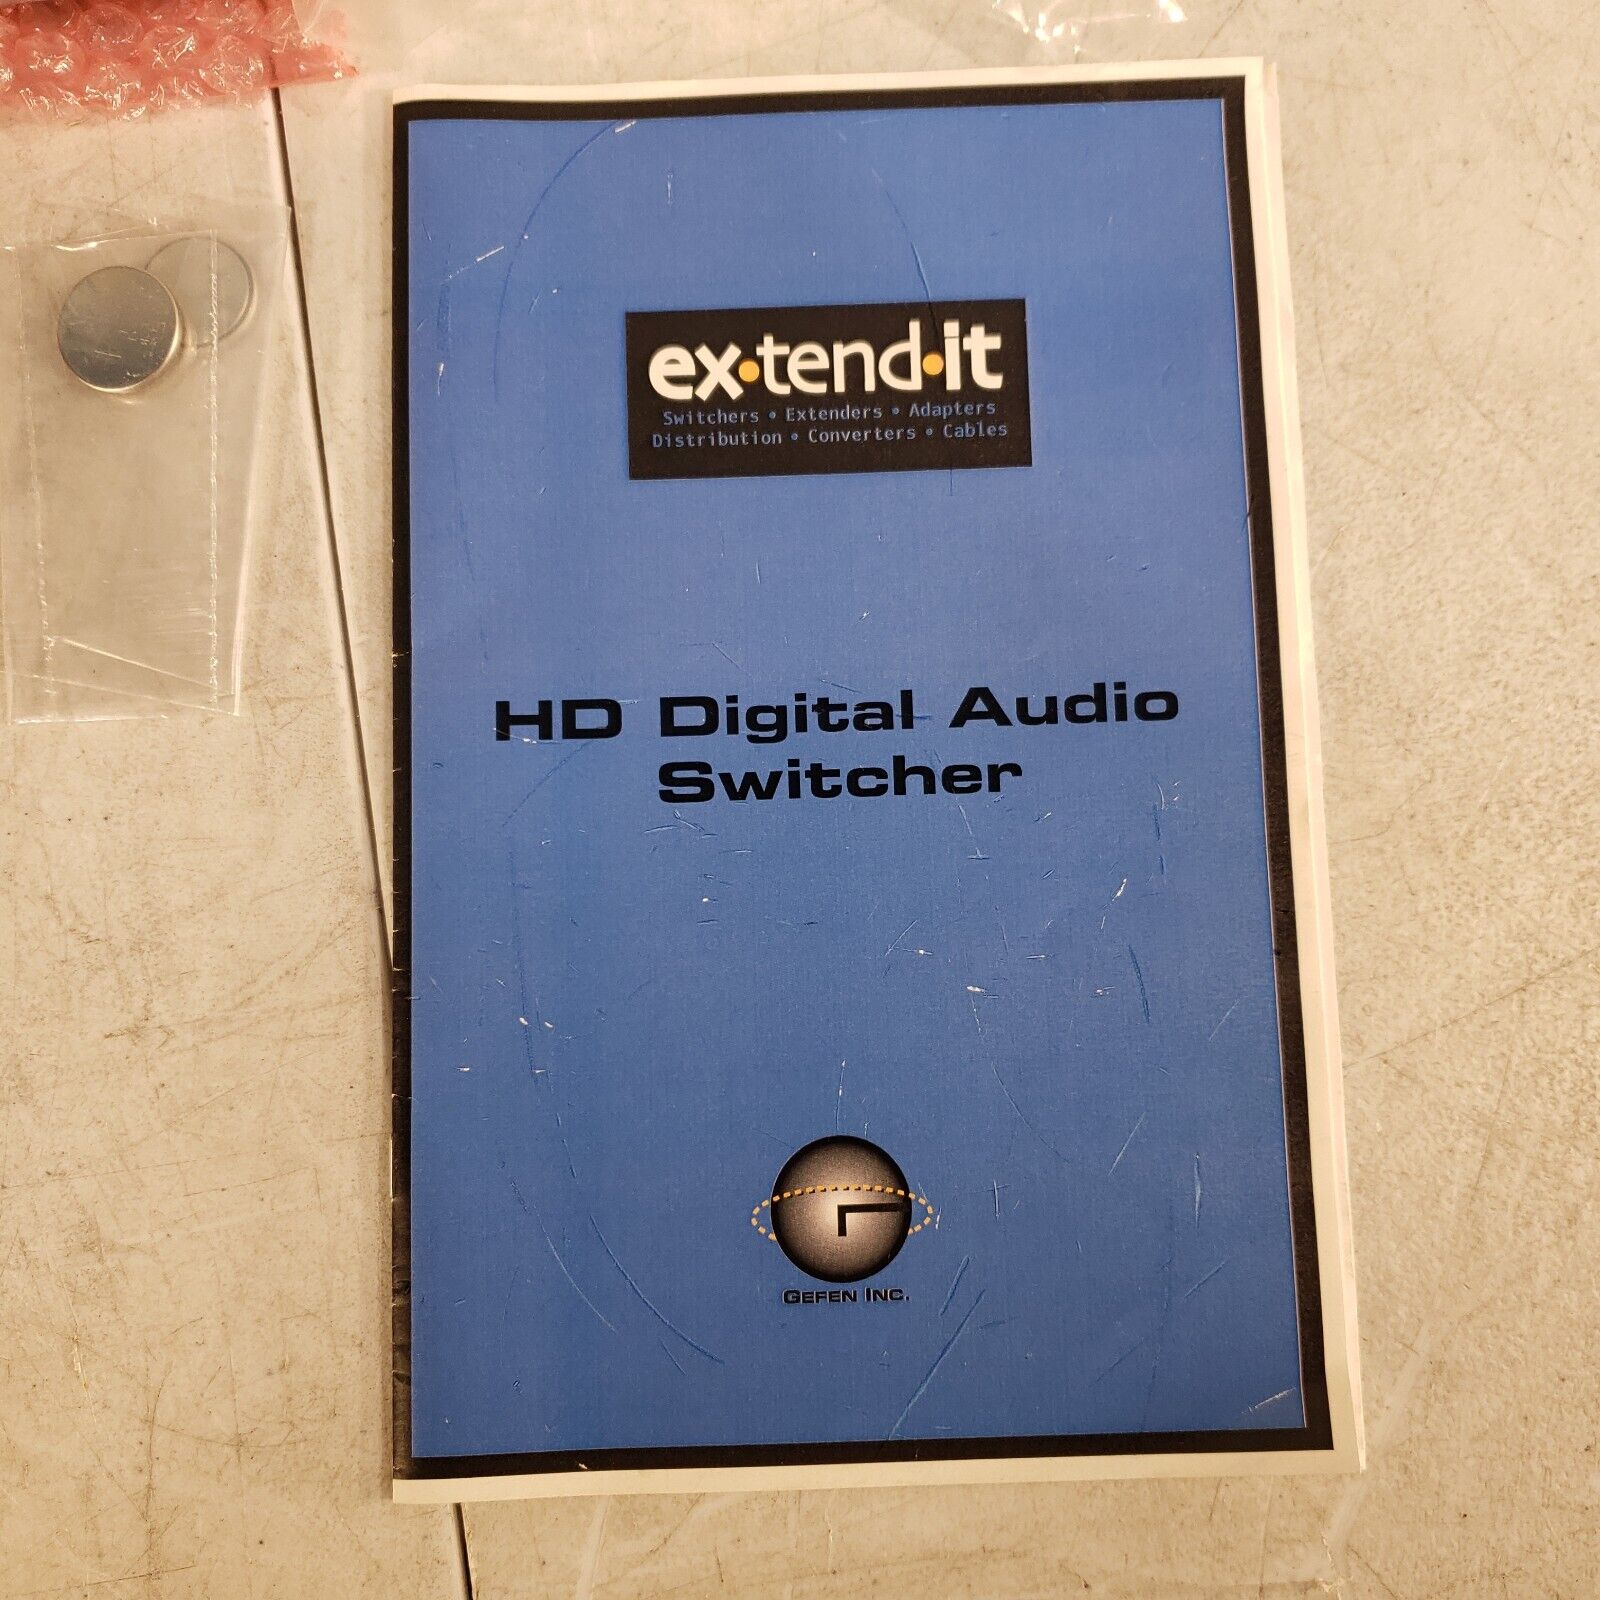 ex•tend•it
Switchers • Extenders • Adapters
Distribution • Converters • Cables
HD Digital Audio
Switcher
GEFEN INC.